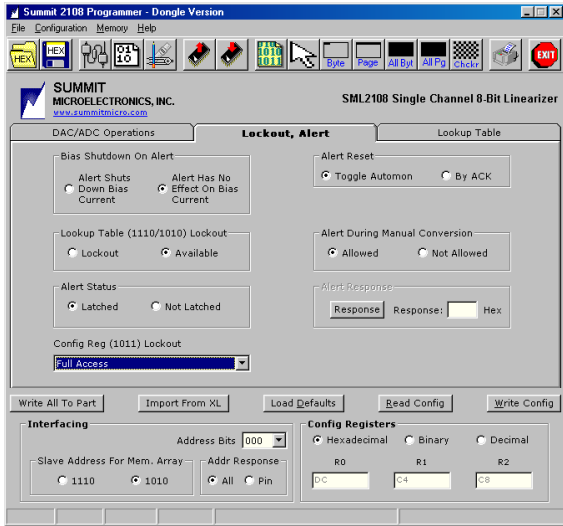 Summit 2108 Programmer - Dongle Version
File Configuration Memory Help
HEX HEX 01 10 1010 0101 Byte Page All Byt All Pg Chckr EXIT
SUMMIT
MICROELECTRONICS, INC.
www.summitmicro.com
SML2108 Single Channel 8-Bit Linearizer
DAC/ADC Operations Lockout, Alert Lookup Table
Bias Shutdown On Alert
Alert Shuts Down Bias Current
Alert Has No Effect On Bias Current
Alert Reset
Toggle Automon By ACK
Lookup Table (1110/1010) Lockout
Lockout Available
Alert During Manual Conversion
Allowed Not Allowed
Alert Status
Latched Not Latched
Alert Response
Response Response: Hex
Config Reg (1011) Lockout
Full Access
Write All To Part Import From XL Load Defaults Read Config Write Config
Interfacing
Address Bits 000
Slave Address For Mem. Array
1110 1010
Addr Response
All Pin
Config Registers
Hexadecimal Binary Decimal
R0 R1 R2
DC C4 C8